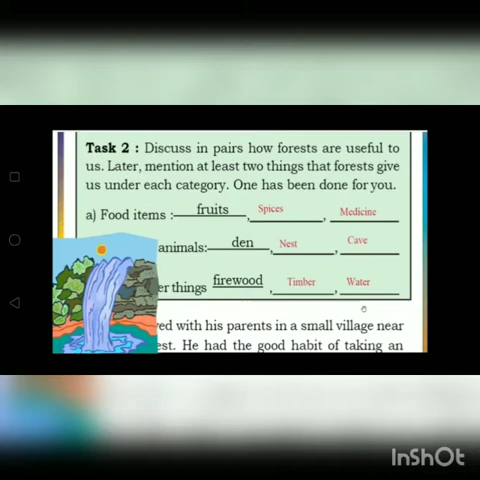 Task 2 : Discuss in pairs how forests are useful to
us. Later, mention at least two things that forests give
us under each category. One has been done for you.
a) Food items : fruits, Spices, Medicine
animals: den, Nest, Cave
er things firewood, Timber, Water
ed with his parents in a small village near
est. He had the good habit of taking an
InShOt